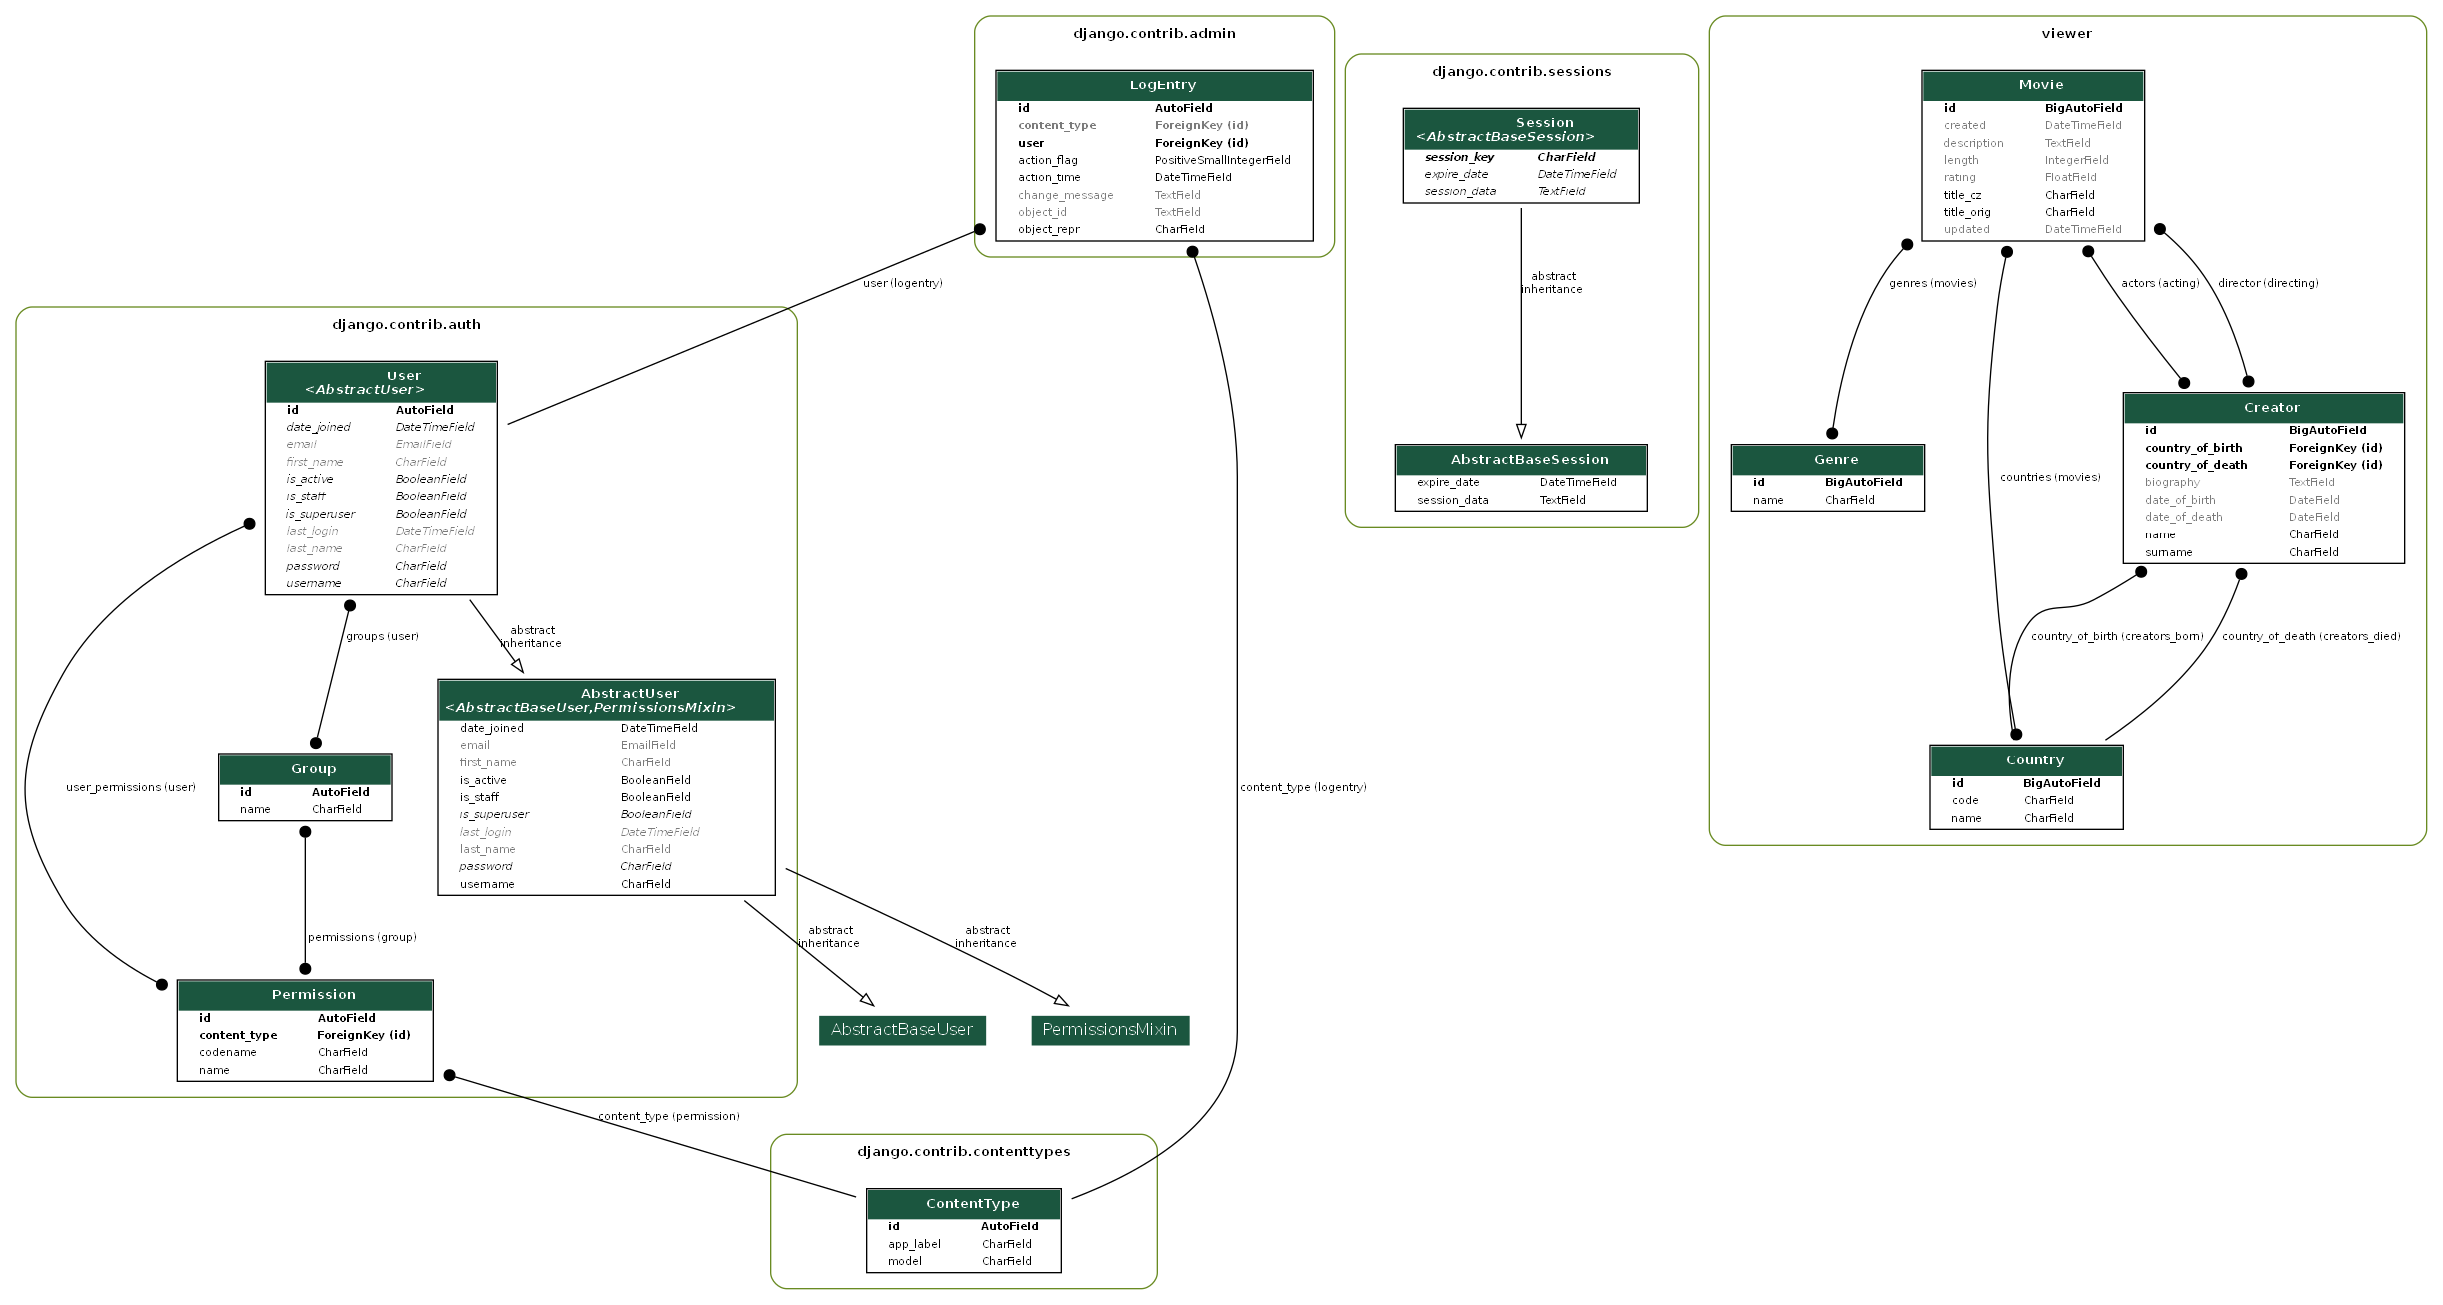 django.contrib.admin
LogEntry
id AutoField
content_type ForeignKey (id)
user ForeignKey (id)
action_flag PositiveSmallIntegerField
action_time DateTimeField
change_message TextField
object_id TextField
object_repr CharField
django.contrib.sessions
Session
<AbstractBaseSession>
session_key CharField
expire_date DateTimeField
session_data TextField
abstract
inheritance
AbstractBaseSession
expire_date DateTimeField
session_data TextField
viewer
Movie
id BigAutoField
created DateTimeField
description TextField
length IntegerField
rating FloatField
title_cz CharField
title_orig CharField
updated DateTimeField
genres (movies)
actors (acting)
director (directing)
countries (movies)
Genre
id BigAutoField
name CharField
Creator
id BigAutoField
country_of_birth ForeignKey (id)
country_of_death ForeignKey (id)
biography TextField
date_of_birth DateField
date_of_death DateField
name CharField
surname CharField
country_of_birth (creators_born)
country_of_death (creators_died)
Country
id BigAutoField
code CharField
name CharField
user (logentry)
django.contrib.auth
User
<AbstractUser>
id AutoField
date_joined DateTimeField
email EmailField
first_name CharField
is_active BooleanField
is_staff BooleanField
is_superuser BooleanField
last_login DateTimeField
last_name CharField
password CharField
username CharField
groups (user)
abstract
inheritance
AbstractUser
<AbstractBaseUser,PermissionsMixin>
date_joined DateTimeField
email EmailField
first_name CharField
is_active BooleanField
is_staff BooleanField
is_superuser BooleanField
last_login DateTimeField
last_name CharField
password CharField
username CharField
user_permissions (user)
Group
id AutoField
name CharField
permissions (group)
Permission
id AutoField
content_type ForeignKey (id)
codename CharField
name CharField
abstract
inheritance
abstract
inheritance
AbstractBaseUser
PermissionsMixin
content_type (logentry)
content_type (permission)
django.contrib.contenttypes
ContentType
id AutoField
app_label CharField
model CharField